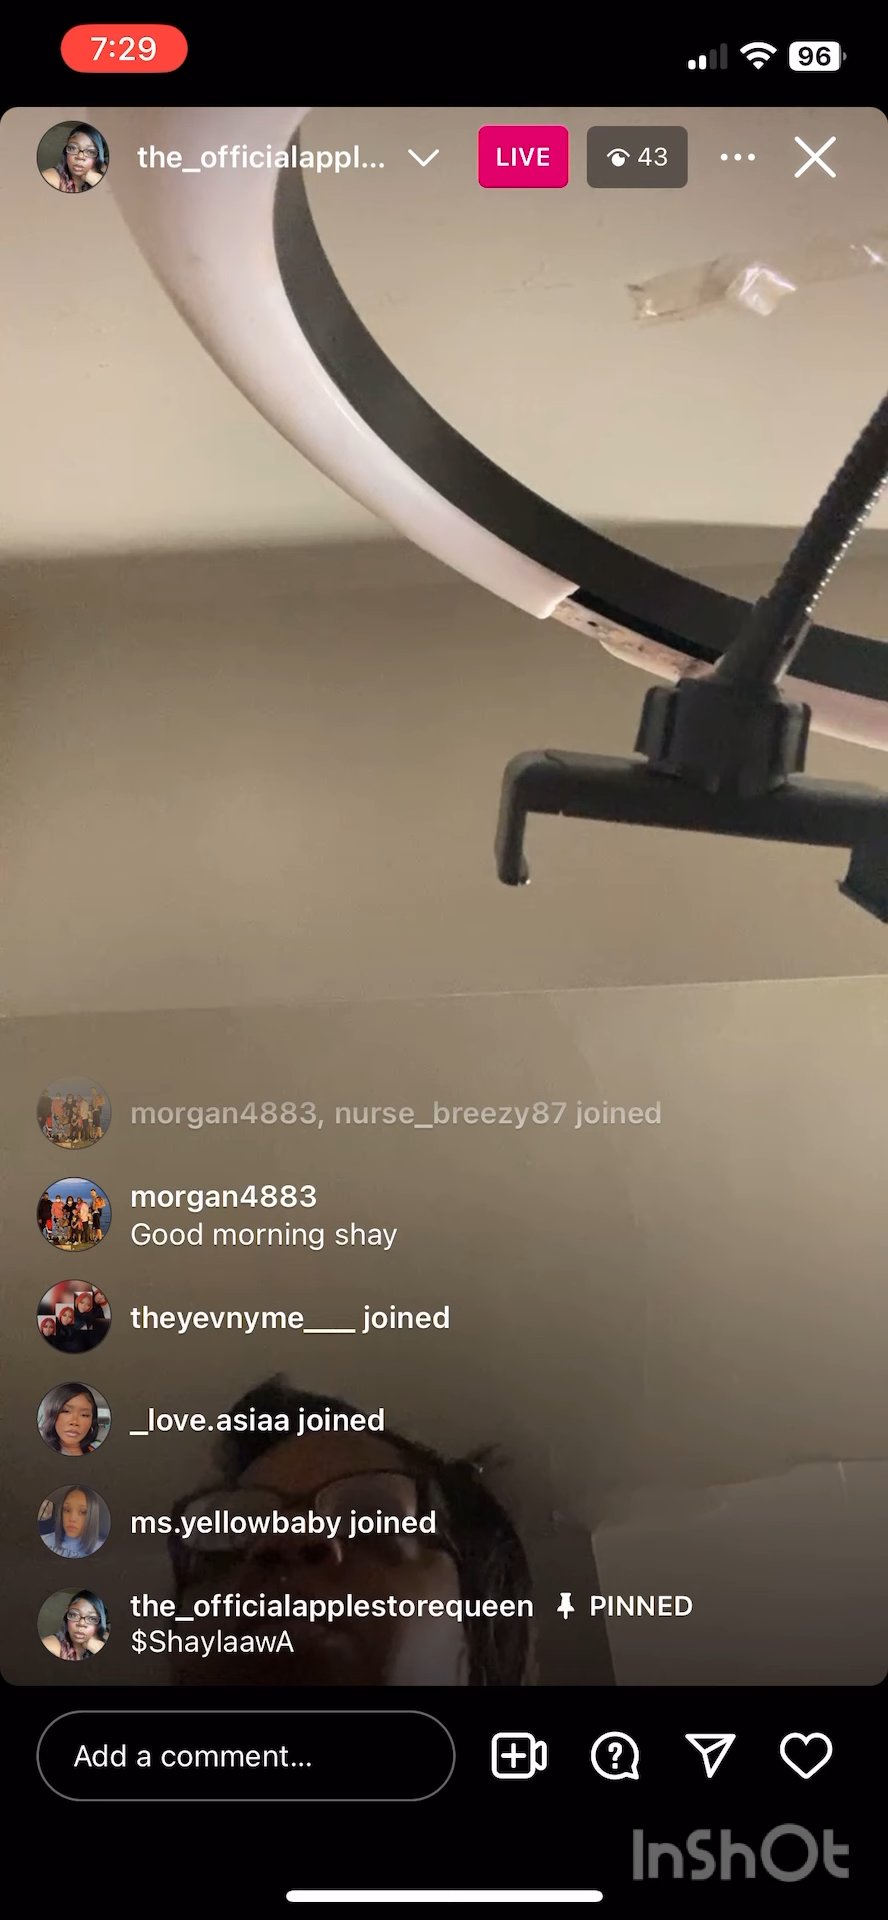 7:29
96
the_officialappl...
LIVE
43
morgan4883, nurse_breezy87 joined
morgan4883
Good morning shay
theyevnyme___ joined
_love.asiaa joined
ms.yellowbaby joined
the_officialapplestorequeen PINNED
$ShaylaawA
Add a comment...
InShOt